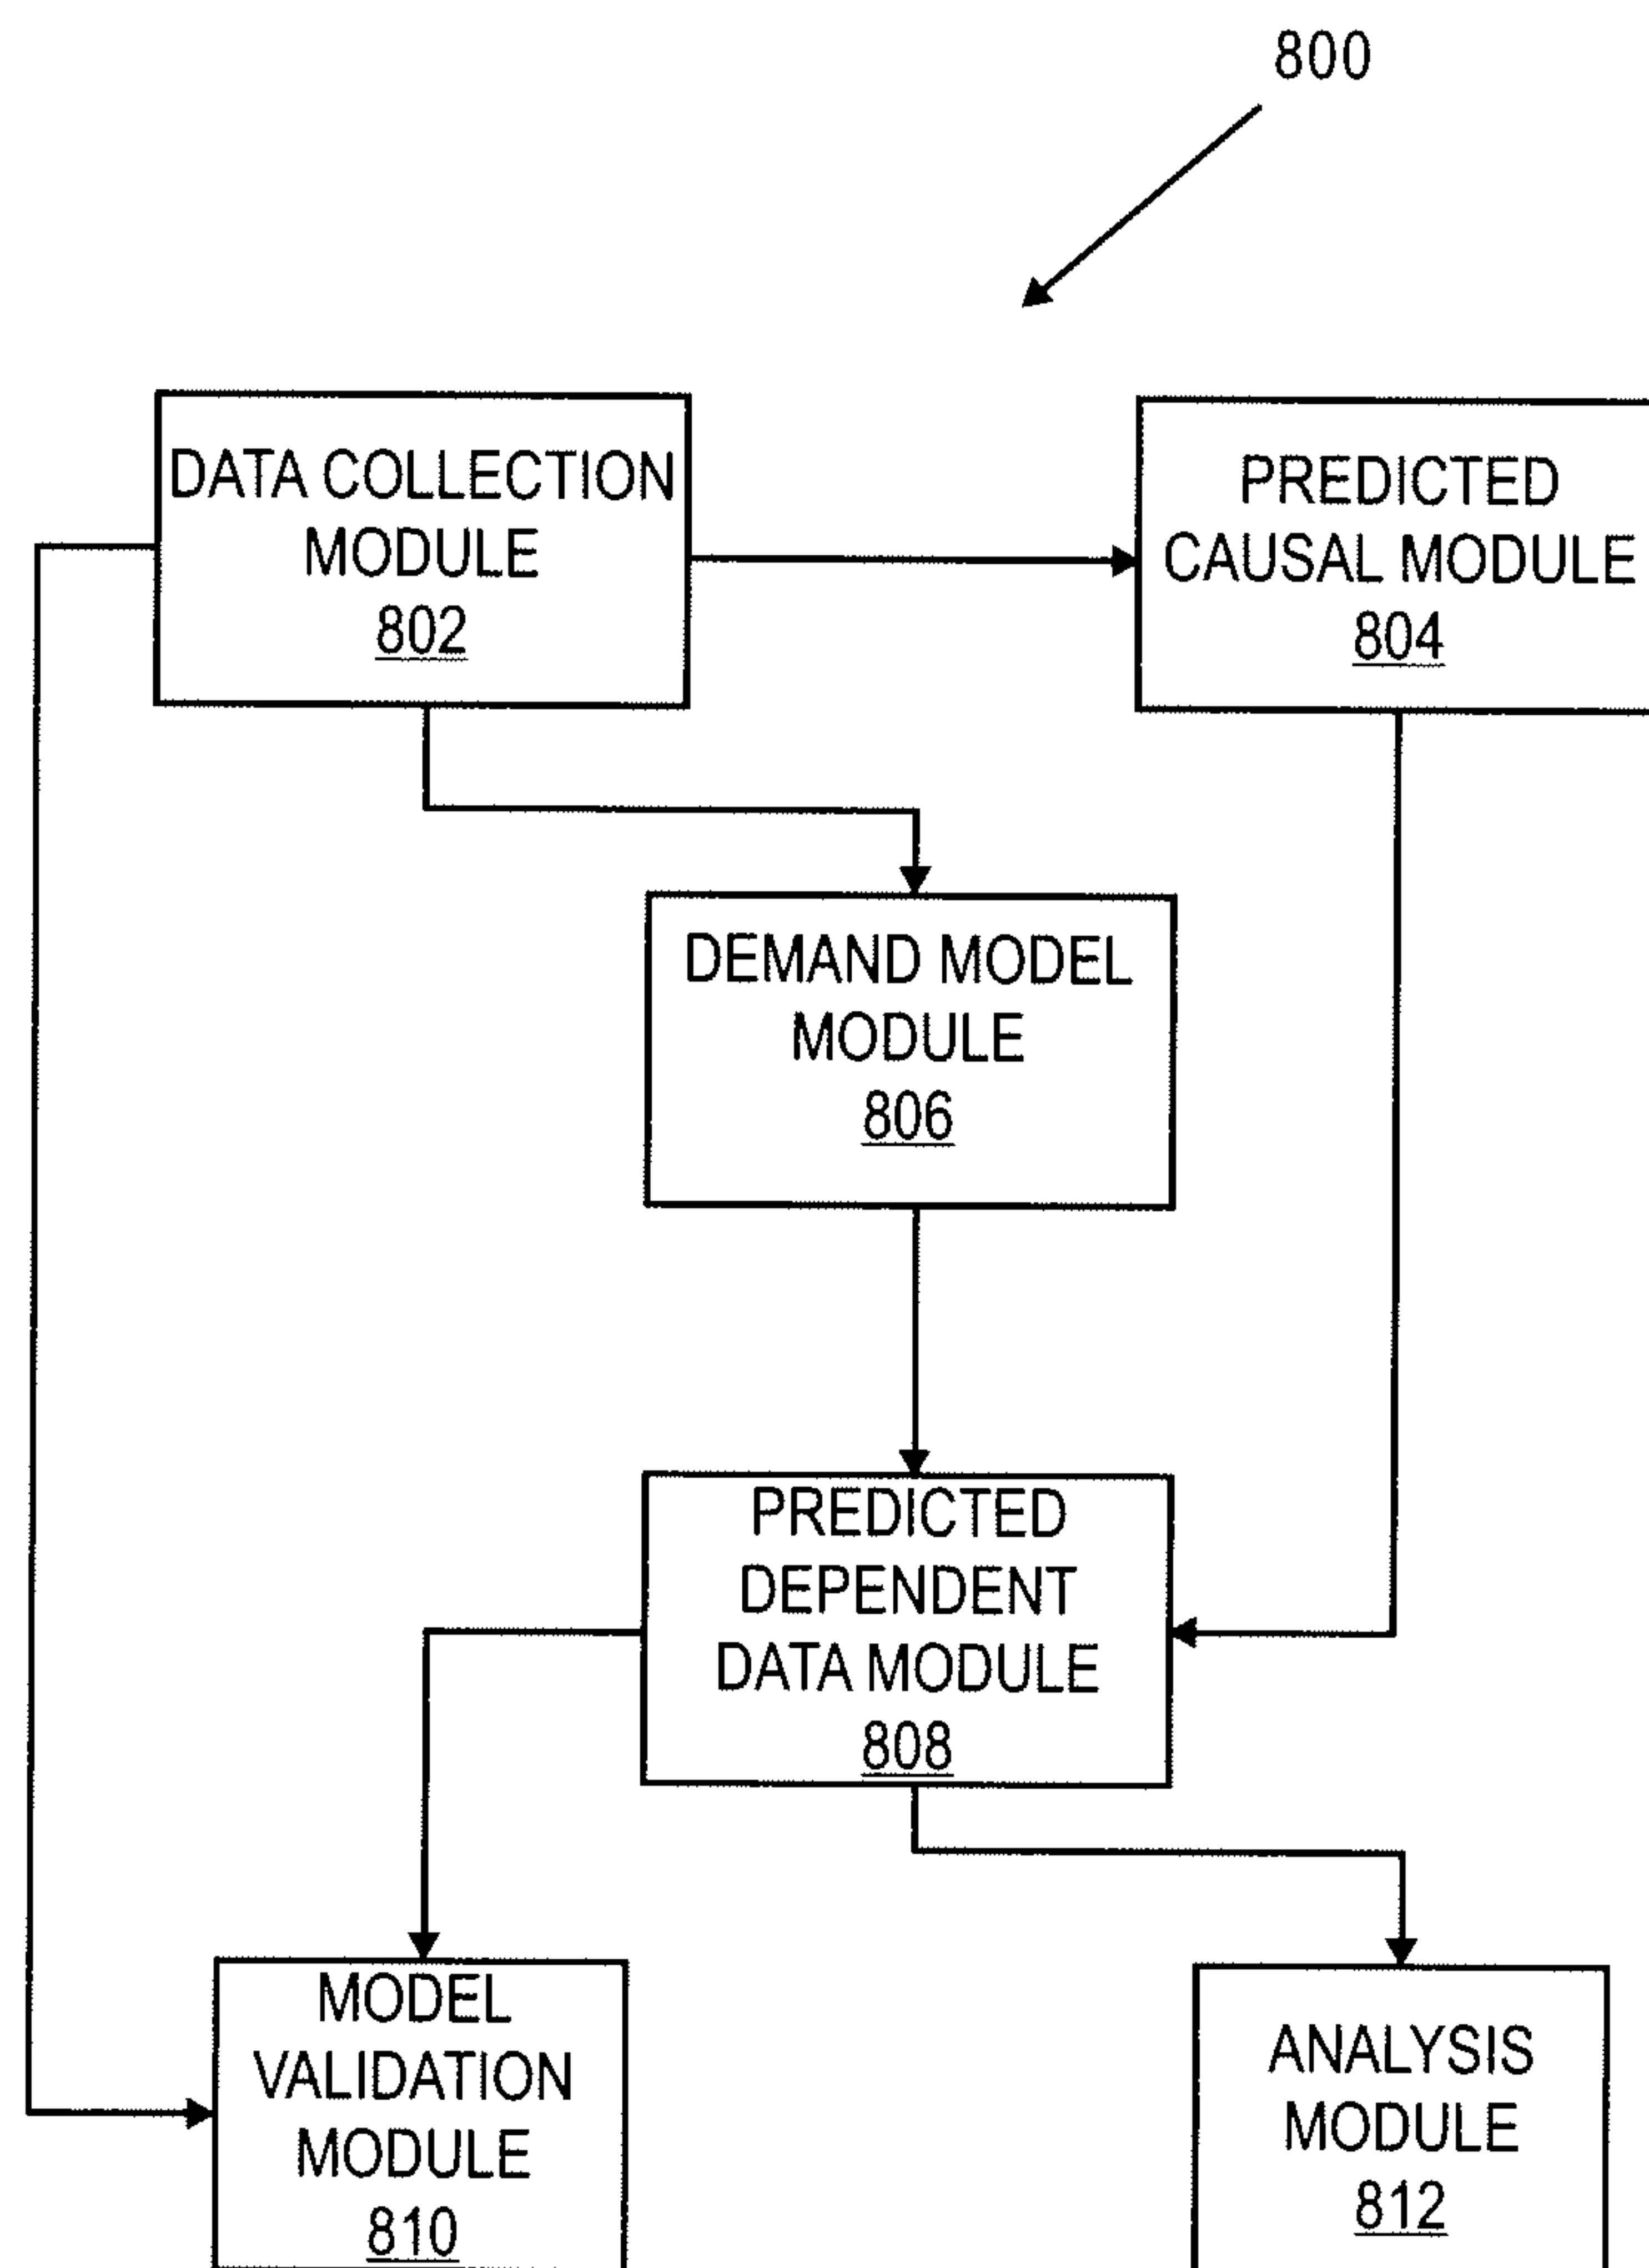 800
DATA COLLECTION
MODULE
802
PREDICTED
CAUSAL MODULE
804
DEMAND MODEL
MODULE
806
PREDICTED
DEPENDENT
DATA MODULE
808
MODEL
VALIDATION
MODULE
810
ANALYSIS
MODULE
812